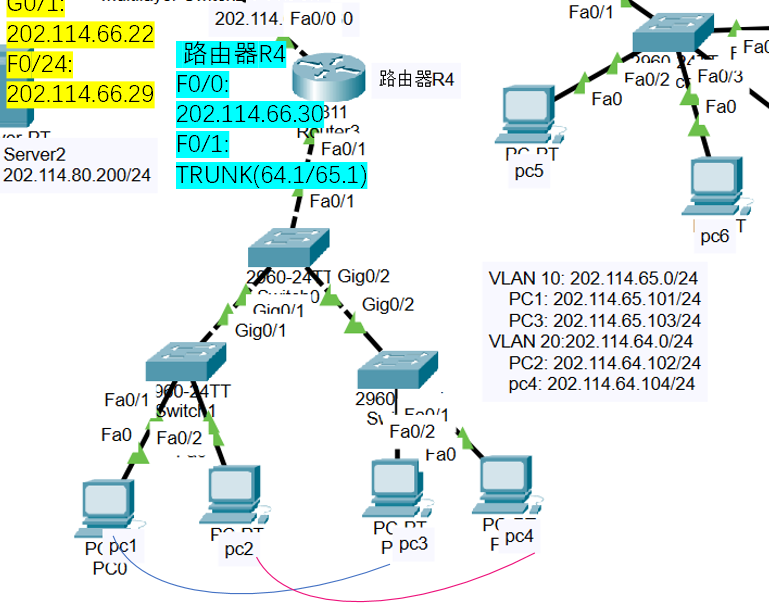 G0/1:
202.114.66.22
F0/24:
202.114.66.29
Server2
202.114.80.200/24
202.114.
Fa0/0
0
路由器R4
F0/0:
202.114.66.30
F0/1:
TRUNK(64.1/65.1)
路由器R4
Router3
Fa0/1
Fa0/1
2960-24TT
Switch0
Gig0/2
Gig0/2
Gig0/1
Gig0/1
Switch1
Fa0/1
Fa0
Fa0/2
pc1
PC0
pc2
2960
Fa0/1
Fa0/2
Fa0
pc3
pc4
Fa0/1
Fa0/2
Fa0/3
Fa0
Fa0
pc5
pc6
VLAN 10: 202.114.65.0/24
PC1: 202.114.65.101/24
PC3: 202.114.65.103/24
VLAN 20:202.114.64.0/24
PC2: 202.114.64.102/24
pc4: 202.114.64.104/24